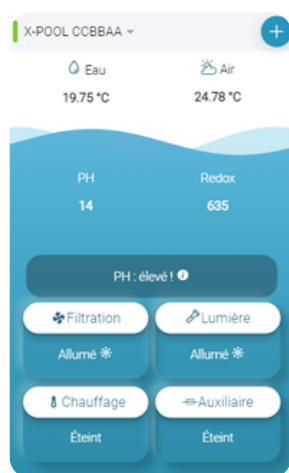 X-POOL CCBBAA
Eau Air
19.75 °C 24.78 °C
PH Redox
14 635
PH : élevé !
Filtration Lumière
Allumé Allumé
Chauffage Auxiliaire
Éteint Éteint